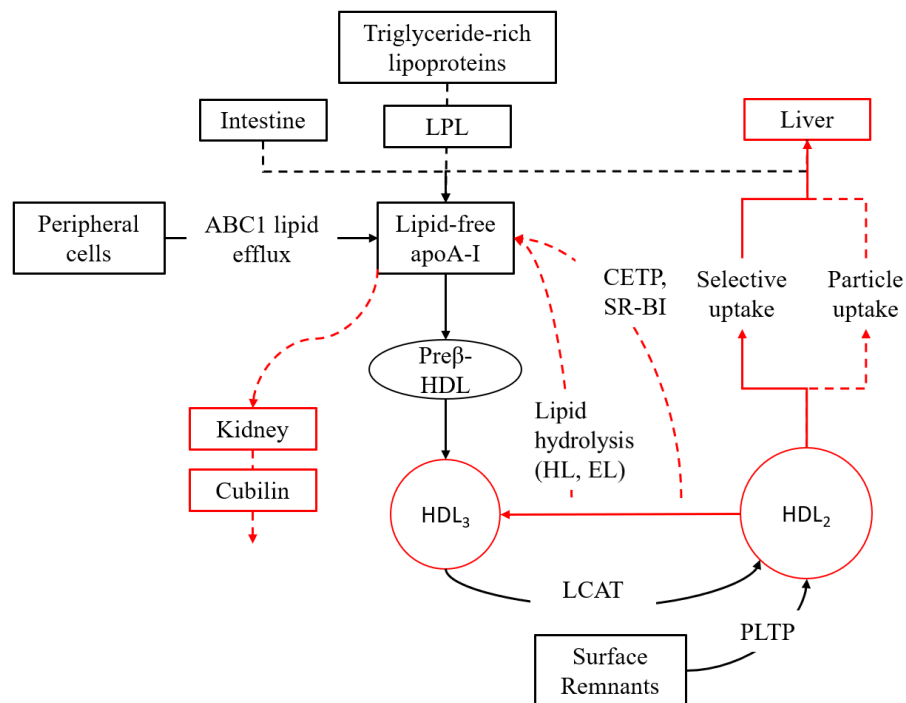 Triglyceride-rich
lipoproteins
Intestine
LPL
Liver
Peripheral
cells
ABC1 lipid
efflux
Lipid-free
apoA-I
CETP,
SR-BI
Selective
uptake
Particle
uptake
Preβ-
HDL
Lipid
hydrolysis
(HL, EL)
Kidney
Cubilin
HDL₃
HDL₂
LCAT
PLTP
Surface
Remnants